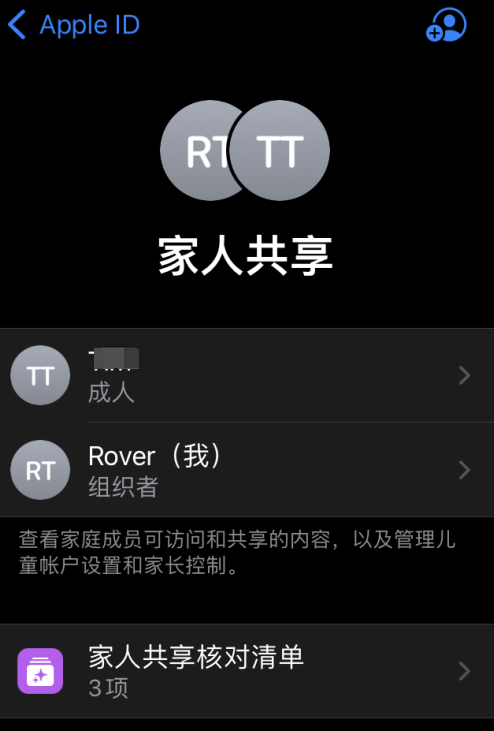 Apple ID
RT
TT
家人共享
TT
成人
RT
Rover（我）
组织者
查看家庭成员可访问和共享的内容，以及管理儿
童帐户设置和家长控制。
家人共享核对清单
3项